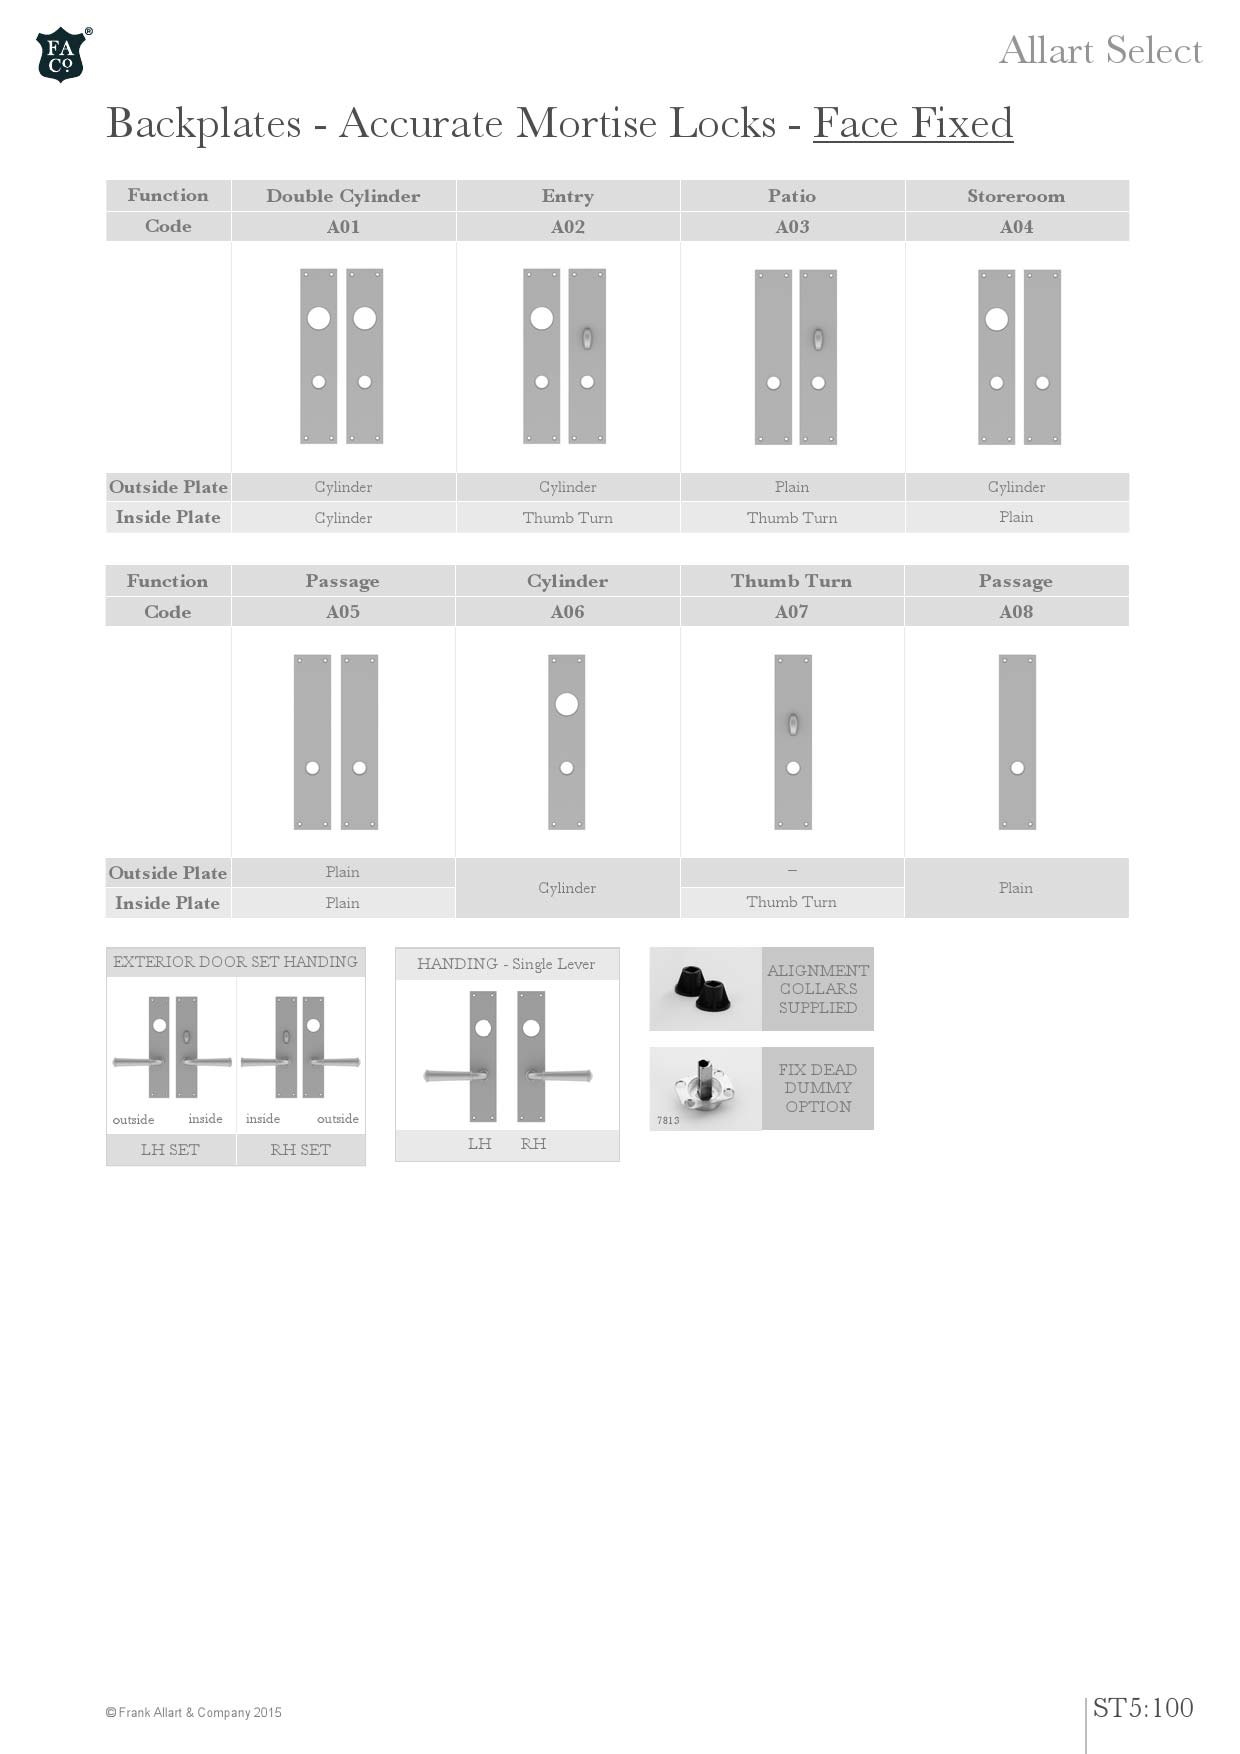 FA
Co.
®
Allart Select
Backplates - Accurate Mortise Locks - Face Fixed
Function Double Cylinder Entry Patio Storeroom
Code A01 A02 A03 A04
Outside Plate Cylinder Cylinder Plain Cylinder
Inside Plate Cylinder Thumb Turn Thumb Turn Plain
Function Passage Cylinder Thumb Turn Passage
Code A05 A06 A07 A08
Outside Plate Plain Cylinder – Plain
Inside Plate Plain Thumb Turn
EXTERIOR DOOR SET HANDING
outside inside inside outside
LH SET RH SET
HANDING - Single Lever
LH RH
ALIGNMENT
COLLARS
SUPPLIED
7813
FIX DEAD
DUMMY
OPTION
© Frank Allart & Company 2015
ST5:100